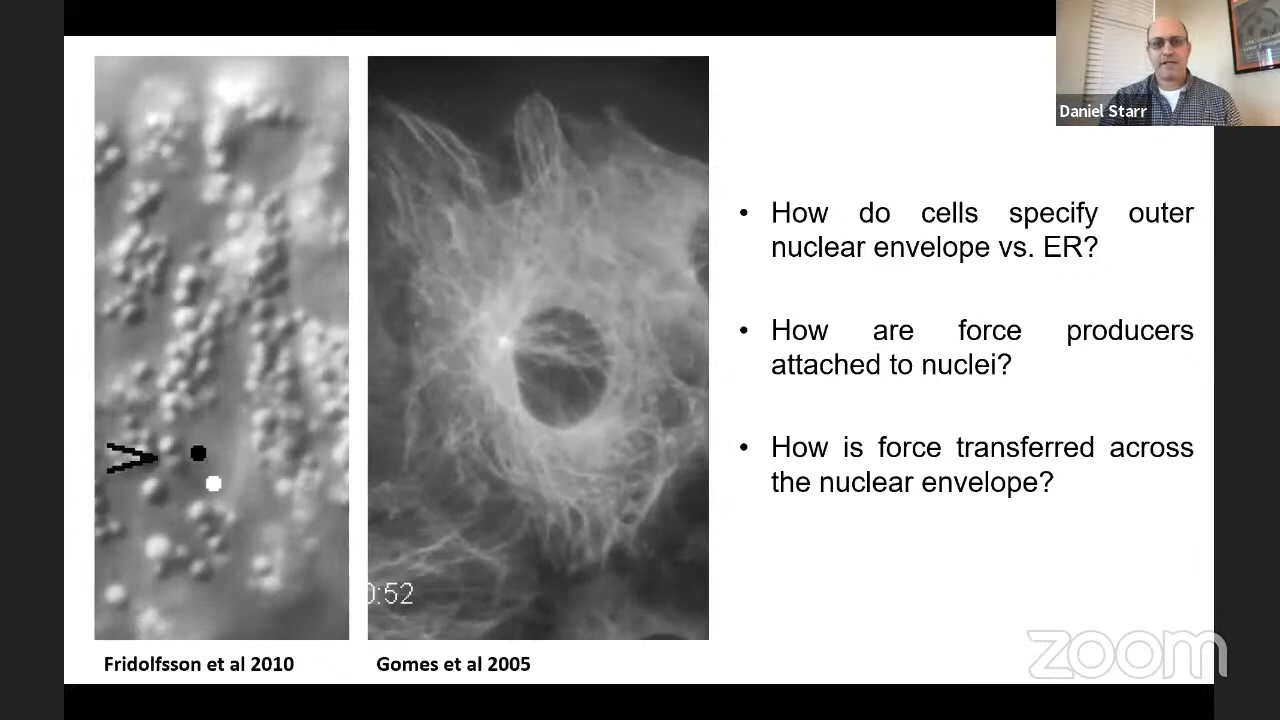 Daniel Starr
• How do cells specify outer
nuclear envelope vs. ER?
• How are force producers
attached to nuclei?
• How is force transferred across
the nuclear envelope?
0:52
Fridolfsson et al 2010
Gomes et al 2005
zoom